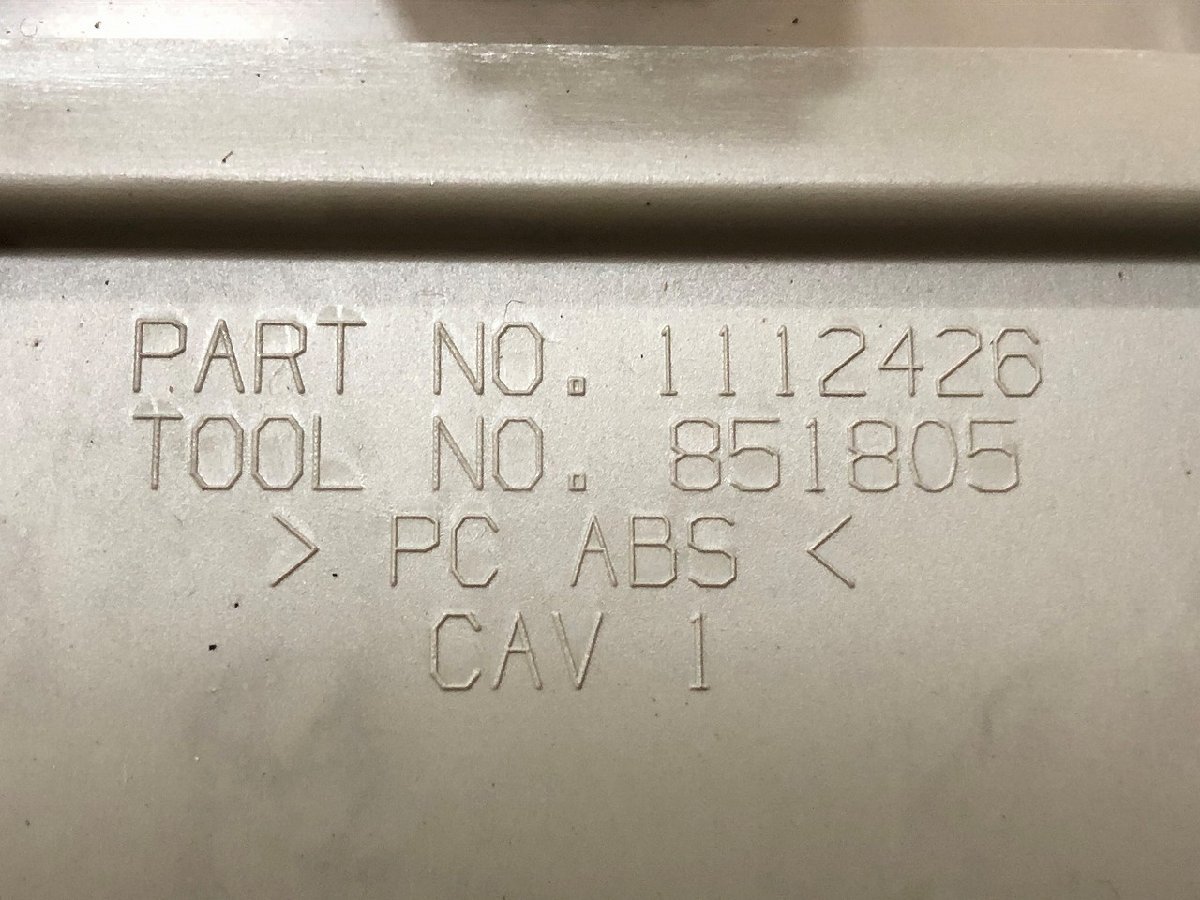 PART NO. 1112426
TOOL NO. 851805
> PC ABS <
CAV 1